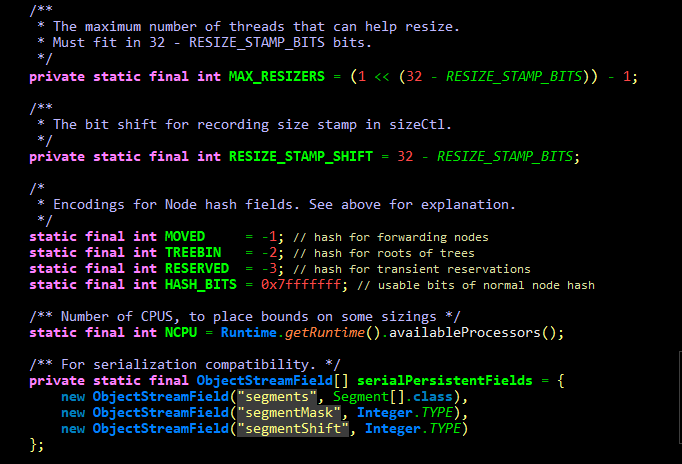 /**
 * The maximum number of threads that can help resize.
 * Must fit in 32 - RESIZE_STAMP_BITS bits.
 */
private static final int MAX_RESIZERS = (1 << (32 - RESIZE_STAMP_BITS)) - 1;

/**
 * The bit shift for recording size stamp in sizeCtl.
 */
private static final int RESIZE_STAMP_SHIFT = 32 - RESIZE_STAMP_BITS;

/*
 * Encodings for Node hash fields. See above for explanation.
 */
static final int MOVED     = -1; // hash for forwarding nodes
static final int TREEBIN   = -2; // hash for roots of trees
static final int RESERVED  = -3; // hash for transient reservations
static final int HASH_BITS = 0x7fffffff; // usable bits of normal node hash

/** Number of CPUS, to place bounds on some sizings */
static final int NCPU = Runtime.getRuntime().availableProcessors();

/** For serialization compatibility. */
private static final ObjectStreamField[] serialPersistentFields = {
    new ObjectStreamField("segments", Segment[].class),
    new ObjectStreamField("segmentMask", Integer.TYPE),
    new ObjectStreamField("segmentShift", Integer.TYPE)
};